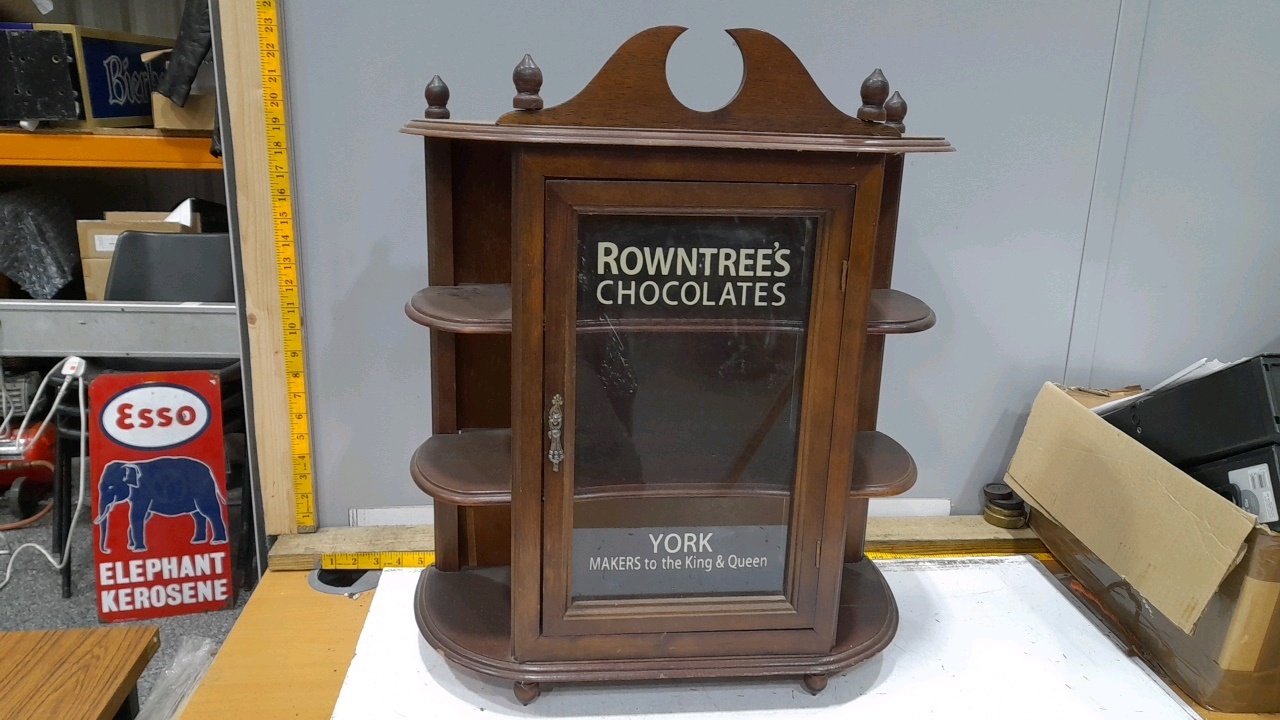 ROWNTREE'S
CHOCOLATES
YORK
MAKERS to the King & Queen
Esso
ELEPHANT
KEROSENE